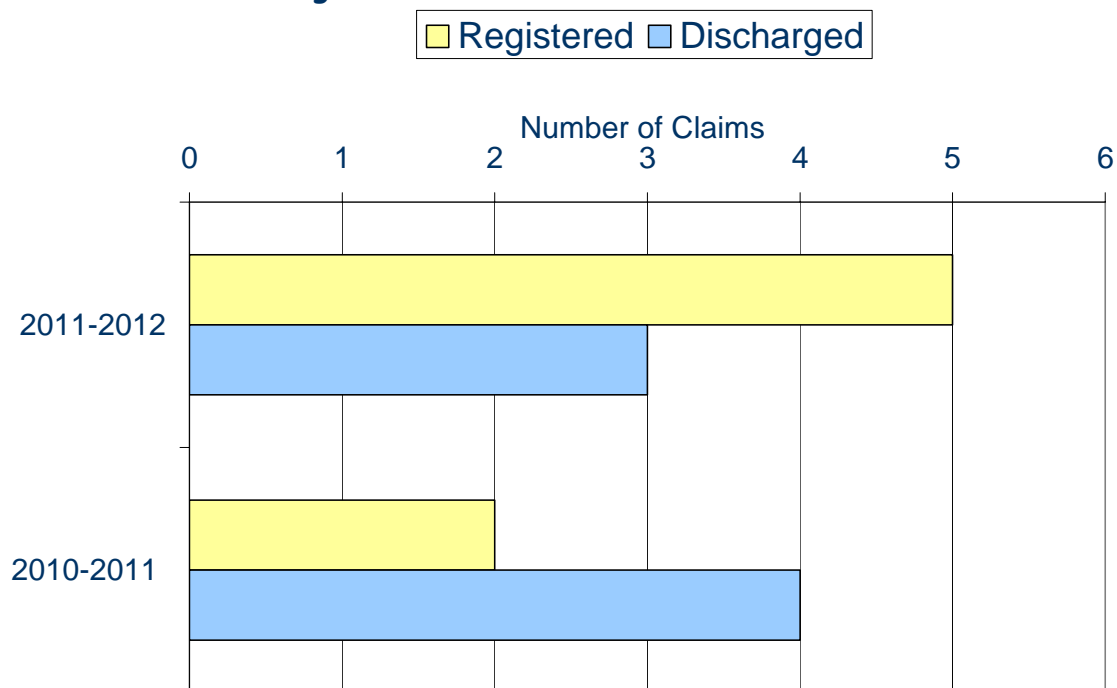 Registered Discharged
Number of Claims
0 1 2 3 4 5 6
2011-2012
2010-2011